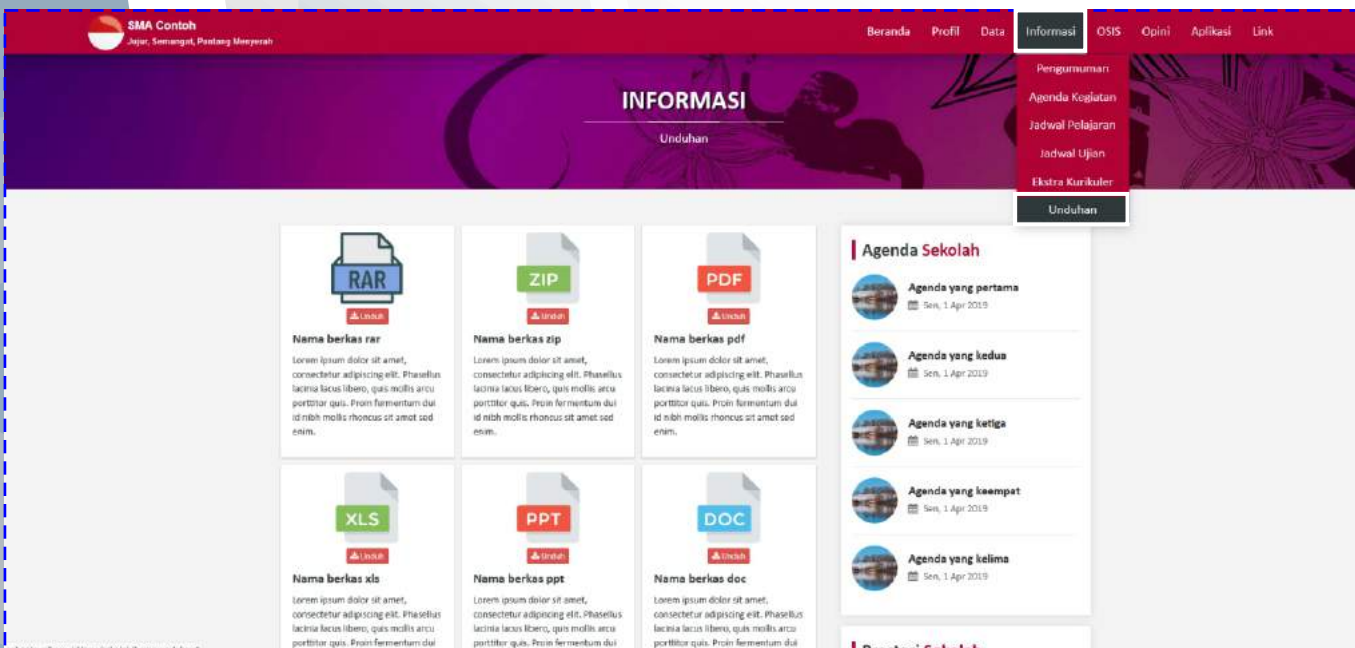 SMA Contoh
Jujur, Semangat, Pantang Menyerah
Beranda Profil Data Informasi OSIS Opini Aplikasi Link
Pengumuman
Agenda Kegiatan
Jadwal Pelajaran
Jadwal Ujian
Ekstra Kurikuler
Unduhan
INFORMASI
Unduhan
RAR
Unduh
Nama berkas rar
Lorem ipsum dolor sit amet,
consectetur adipiscing elit. Phasellus
lacinia lacus libero, quis mollis arcu
porttitor quis. Proin fermentum dui
id nibh mollis rhoncus sit amet sed
enim.
ZIP
Unduh
Nama berkas zip
Lorem ipsum dolor sit amet,
consectetur adipiscing elit. Phasellus
lacinia lacus libero, quis mollis arcu
porttitor quis. Proin fermentum dui
id nibh mollis rhoncus sit amet sed
enim.
PDF
Unduh
Nama berkas pdf
Lorem ipsum dolor sit amet,
consectetur adipiscing elit. Phasellus
lacinia lacus libero, quis mollis arcu
porttitor quis. Proin fermentum dui
id nibh mollis rhoncus sit amet sed
enim.
XLS
Unduh
Nama berkas xls
Lorem ipsum dolor sit amet,
consectetur adipiscing elit. Phasellus
lacinia lacus libero, quis mollis arcu
porttitor quis. Proin fermentum dui
PPT
Unduh
Nama berkas ppt
Lorem ipsum dolor sit amet,
consectetur adipiscing elit. Phasellus
lacinia lacus libero, quis mollis arcu
porttitor quis. Proin fermentum dui
DOC
Unduh
Nama berkas doc
Lorem ipsum dolor sit amet,
consectetur adipiscing elit. Phasellus
lacinia lacus libero, quis mollis arcu
porttitor quis. Proin fermentum dui
Agenda Sekolah
Agenda yang pertama
Sen, 1 Apr 2019
Agenda yang kedua
Sen, 1 Apr 2019
Agenda yang ketiga
Sen, 1 Apr 2019
Agenda yang keempat
Sen, 1 Apr 2019
Agenda yang kelima
Sen, 1 Apr 2019
Sekolah